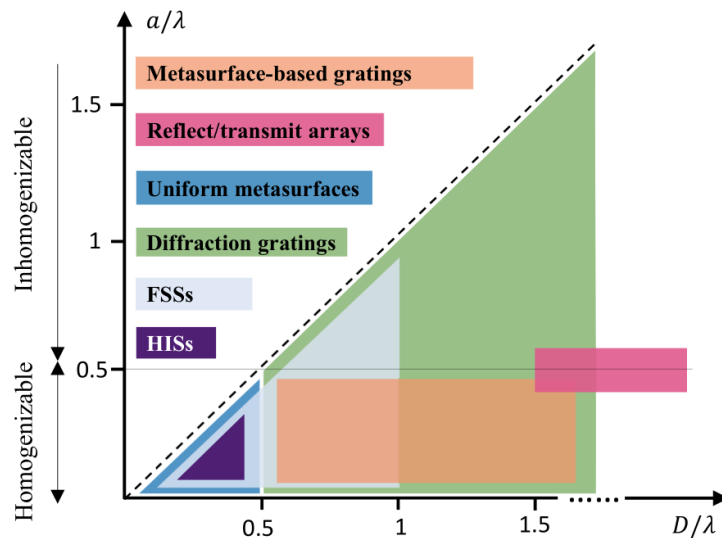 a/λ
Metasurface-based gratings
1.5
Reflect/transmit arrays
Uniform metasurfaces
Inhomogenizable
1
Diffraction gratings
FSSs
HISs
0.5
Homogenizable
0.5
1
1.5
D/λ